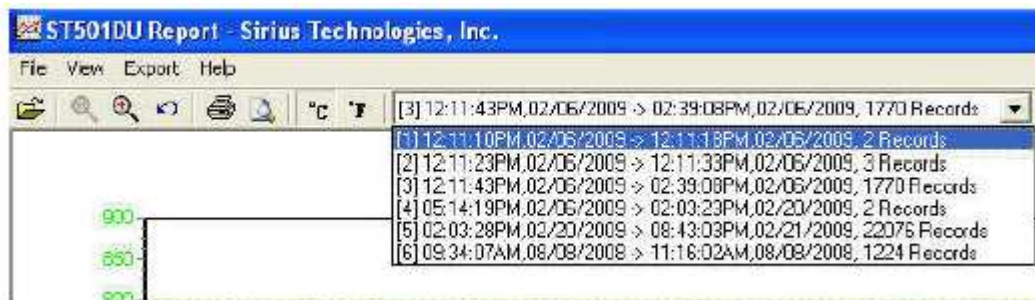 ST501DU Report - Sirius Technologies, Inc.
File View Export Help
°C °F [3] 12:11:43PM,02/06/2009 -> 02:39:08PM,02/06/2009, 1770 Records
[1] 12:11:10PM,02/06/2009 -> 12:11:18PM,02/06/2009, 2 Records
[2] 12:11:23PM,02/06/2009 -> 12:11:33PM,02/06/2009, 3 Records
[3] 12:11:43PM,02/06/2009 -> 02:39:08PM,02/06/2009, 1770 Records
[4] 05:14:19PM,02/06/2009 -> 02:03:23PM,02/20/2009, 2 Records
[5] 02:03:28PM,02/20/2009 -> 08:43:03PM,02/21/2009, 22076 Records
[6] 09:34:07AM,08/08/2008 -> 11:16:02AM,08/08/2008, 1224 Records
900
850